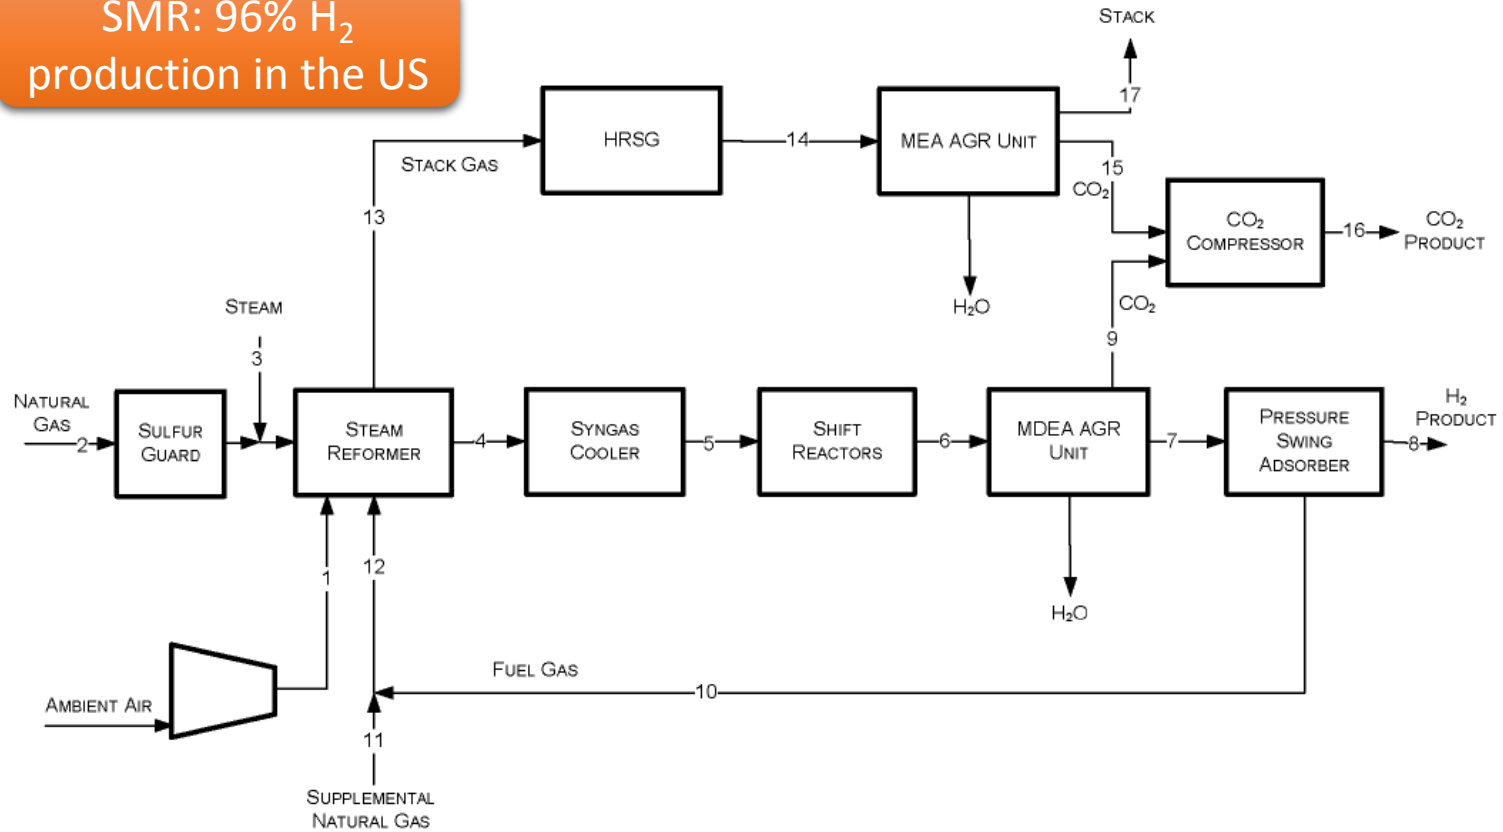 SMR: 96% H₂
production in the US
STACK
17
HRSG
14
MEA AGR UNIT
STACK GAS
15
CO₂
13
CO₂
COMPRESSOR
16
CO₂
PRODUCT
H₂O
CO₂
STEAM
3
9
NATURAL
GAS
2
SULFUR
GUARD
STEAM
REFORMER
4
SYNGAS
COOLER
5
SHIFT
REACTORS
6
MDEA AGR
UNIT
7
PRESSURE
SWING
ADSORBER
8
H₂
PRODUCT
1
12
H₂O
FUEL GAS
10
AMBIENT AIR
11
SUPPLEMENTAL
NATURAL GAS